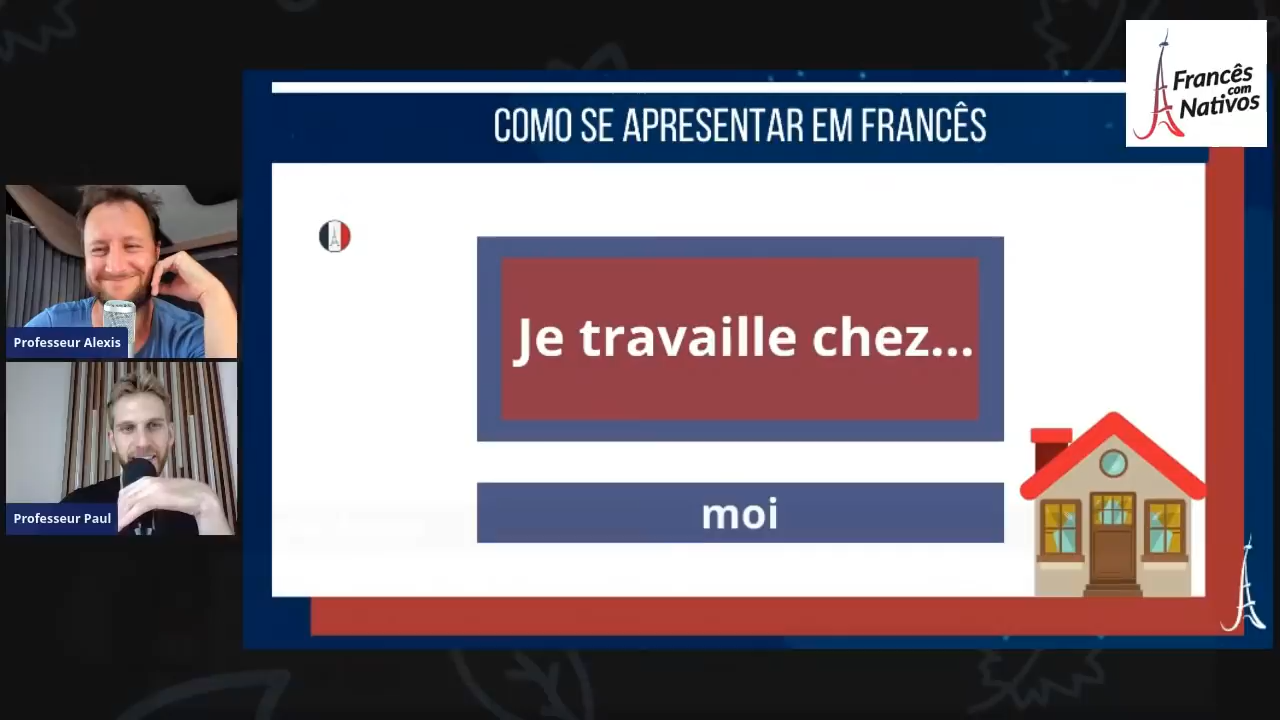 COMO SE APRESENTAR EM FRANCÊS
Francês
com
Nativos
Je travaille chez...
moi
Professeur Alexis
Professeur Paul